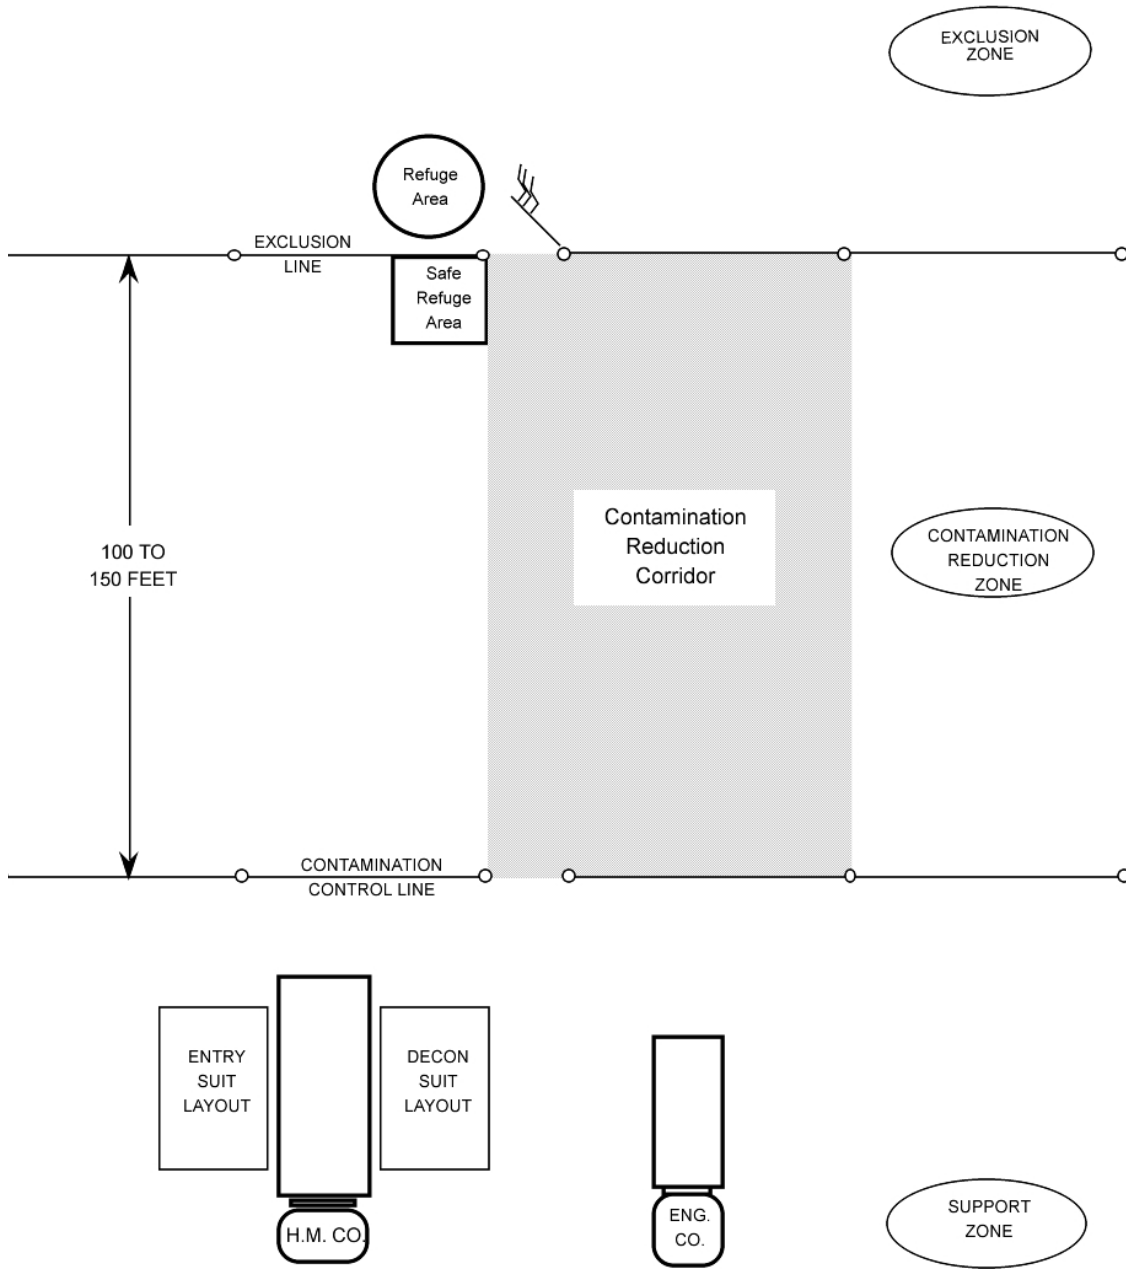 EXCLUSION
ZONE
Refuge
Area
EXCLUSION
LINE
Safe
Refuge
Area
Contamination
Reduction
Corridor
100 TO
150 FEET
CONTAMINATION
REDUCTION
ZONE
CONTAMINATION
CONTROL LINE
ENTRY
SUIT
LAYOUT
DECON
SUIT
LAYOUT
H.M. CO.
ENG.
CO.
SUPPORT
ZONE